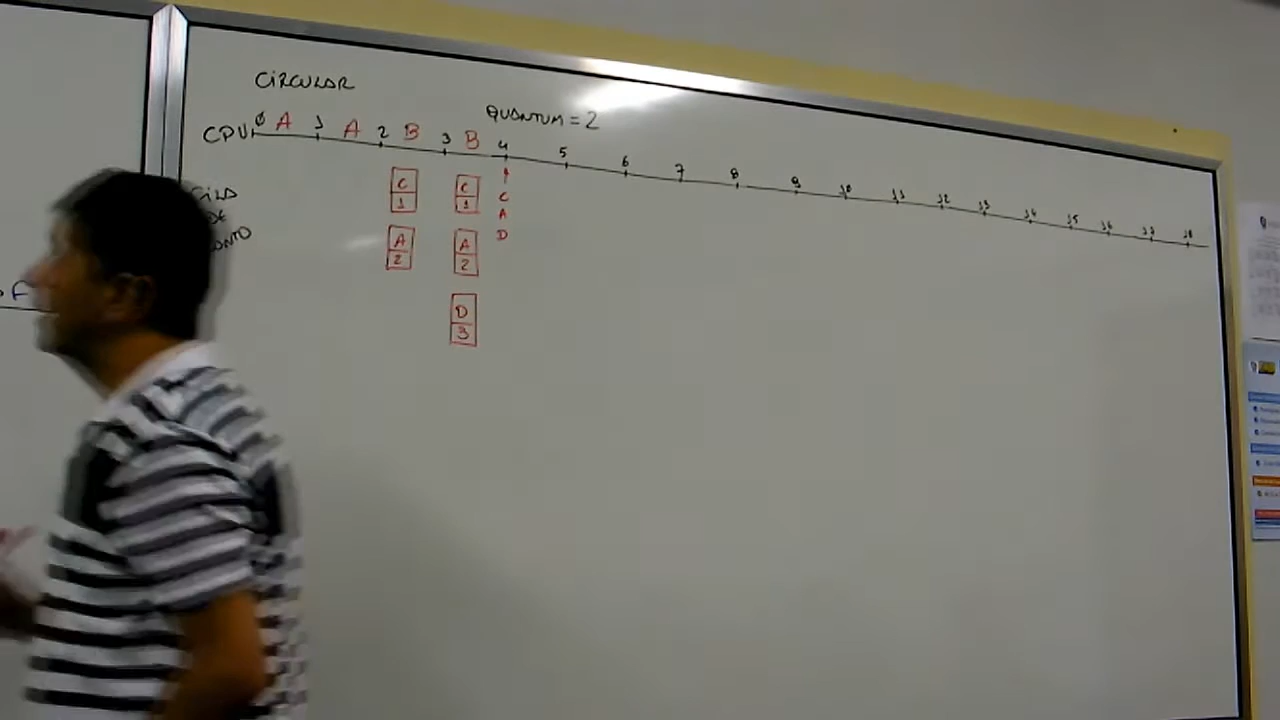 CIRCULAR
QUANTUM = 2
CPU
0 A 1 A 2 B 3 B 4 5 6 7 8 9 10 11 12 13 14 15 16 17 18
C C C
1 1 A
A A D
2 2
D
3
DE